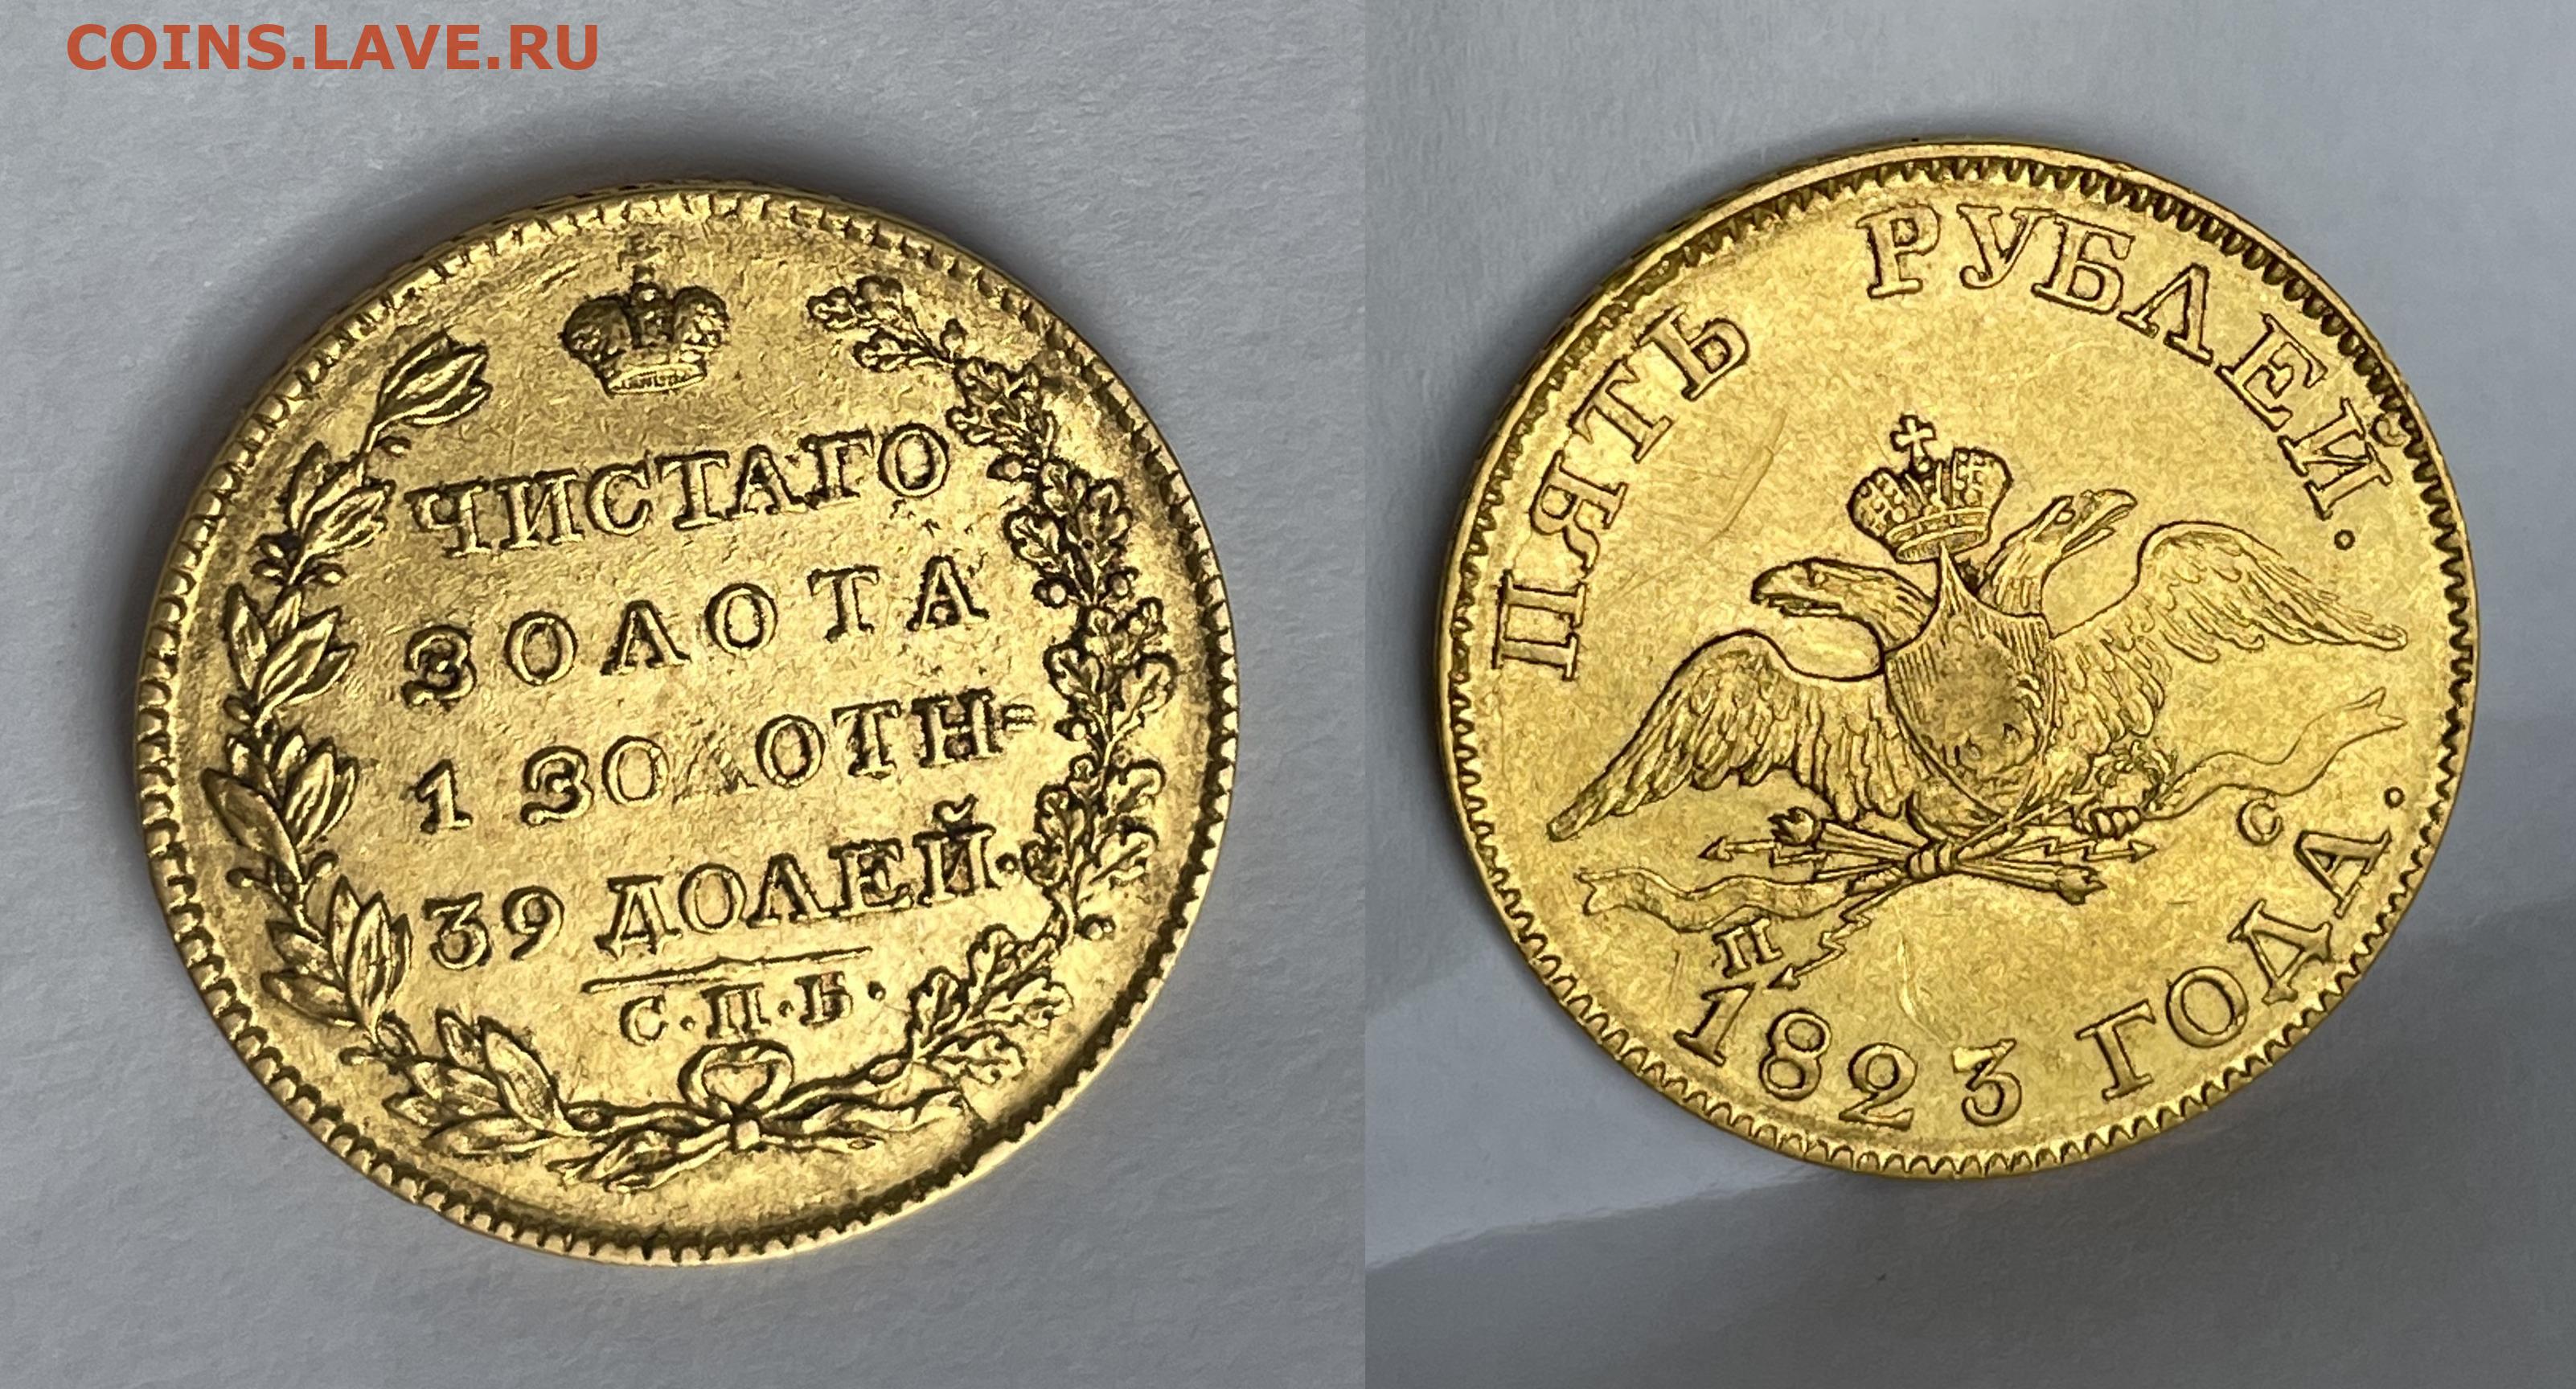 COINS.LAVE.RU
ЧИСТАГО
ЗОЛОТА
1 ЗОЛОТН=
39 ДОЛЕЙ.
С.П.Б.
ПЯТЬ РУБЛЕЙ.
П С
1823 ГОДА.